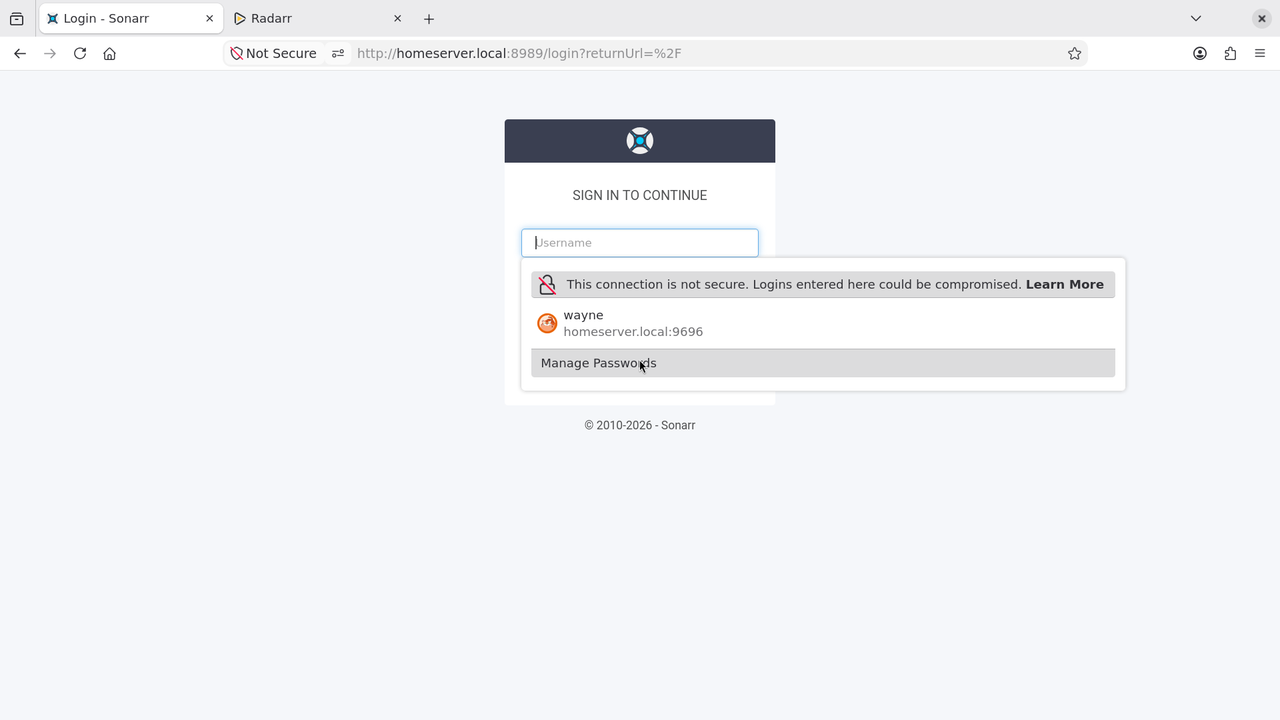 Login - Sonarr
Radarr
Not Secure
http://homeserver.local:8989/login?returnUrl=%2F
SIGN IN TO CONTINUE
Username
This connection is not secure. Logins entered here could be compromised. Learn More
wayne
homeserver.local:9696
Manage Passwords
© 2010-2026 - Sonarr